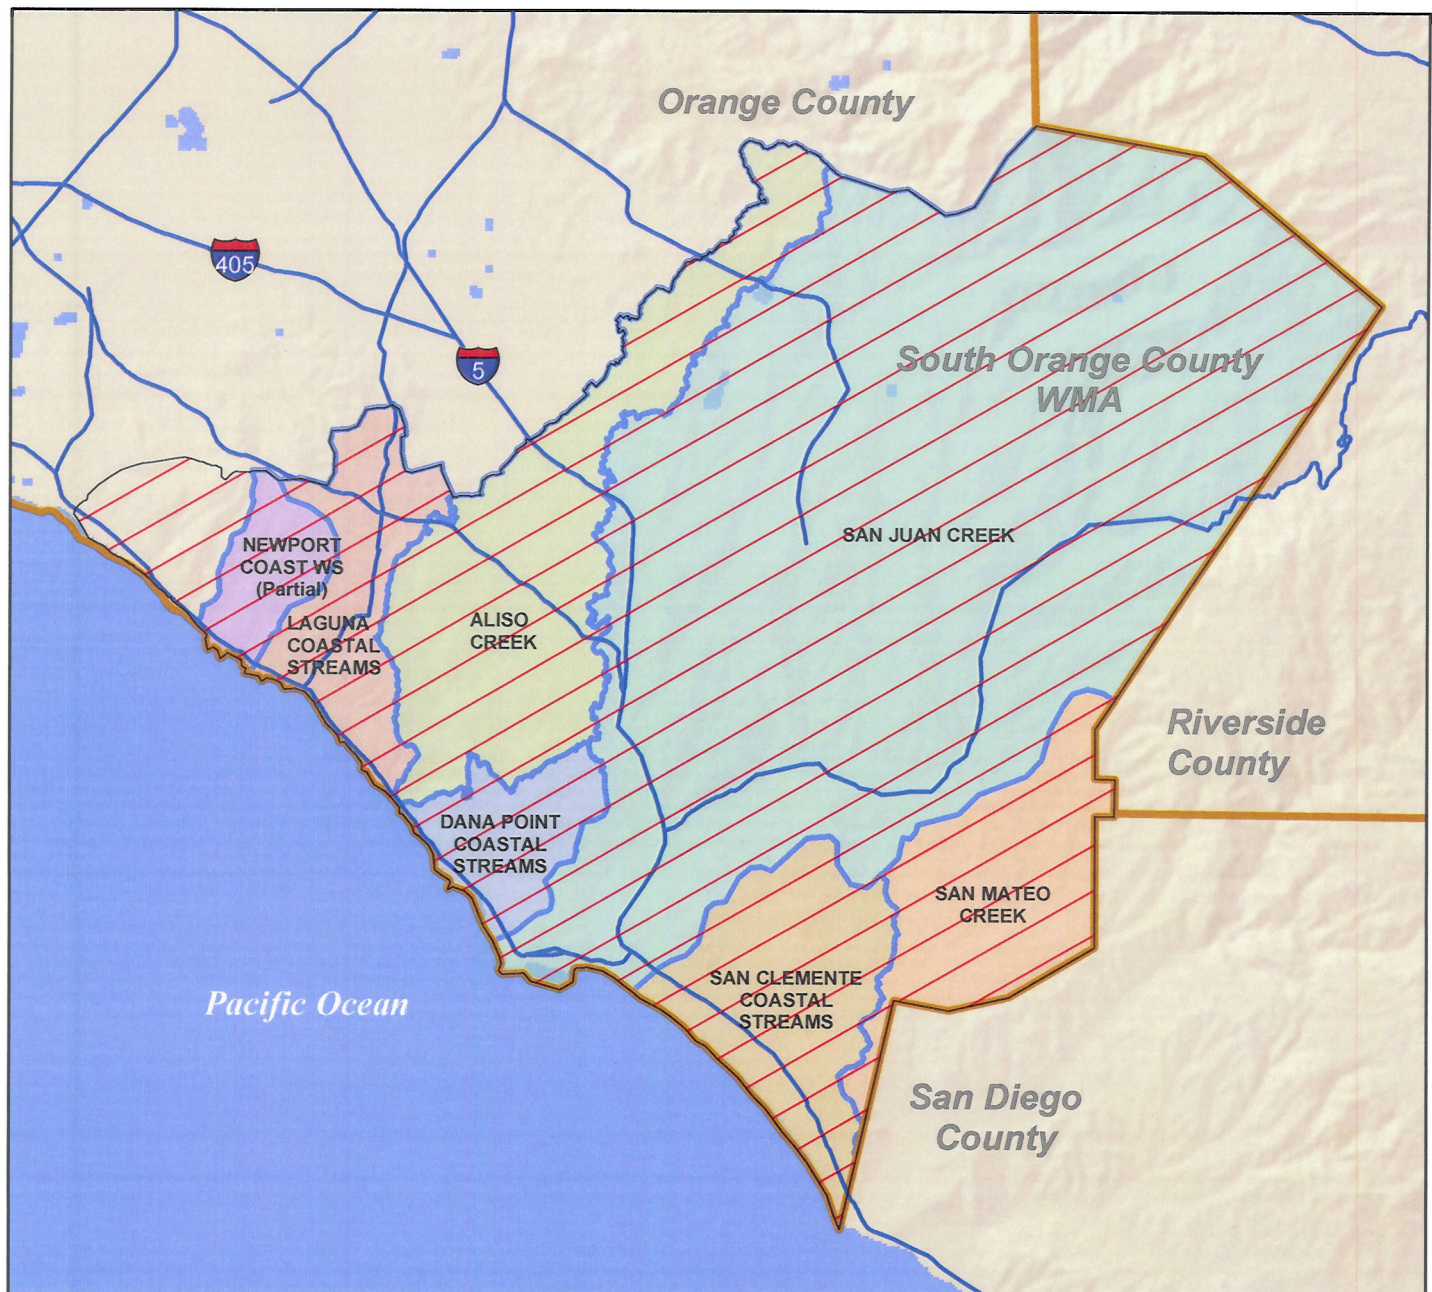 Orange County
405
5
South Orange County
WMA
SAN JUAN CREEK
NEWPORT
COAST WS
(Partial)
LAGUNA
COASTAL
STREAMS
ALISO
CREEK
Riverside
County
DANA POINT
COASTAL
STREAMS
SAN MATEO
CREEK
SAN CLEMENTE
COASTAL
STREAMS
Pacific Ocean
San Diego
County